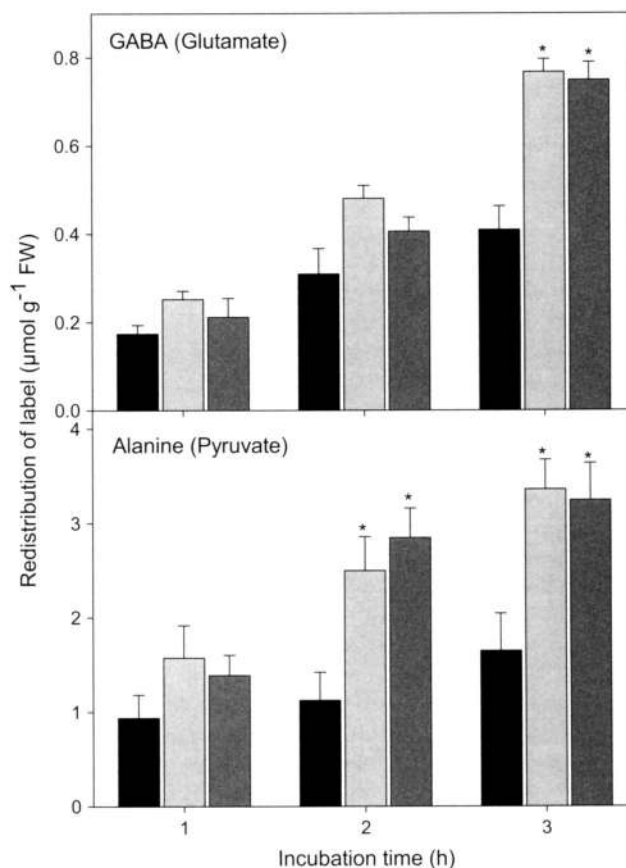 GABA (Glutamate)
0.8
0.6
0.4
0.2
0.0
* *
Redistribution of label (µmol g⁻¹ FW)
Alanine (Pyruvate)
4
3
2
1
0
* *
* *
1 2 3
Incubation time (h)